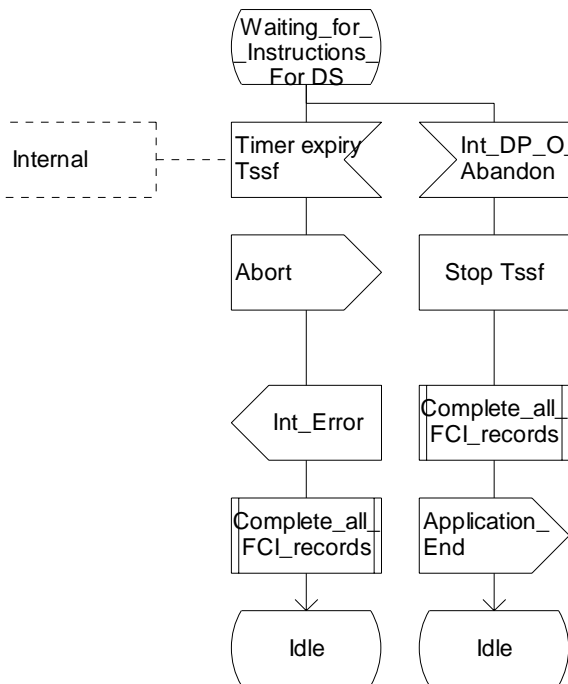 Waiting_for_
_Instructions_
For DS
Internal
Timer expiry
Tssf
Int_DP_O_
Abandon
Abort
Stop Tssf
Int_Error
Complete_all_
FCI_records
Complete_all_
FCI_records
Application_
End
Idle
Idle